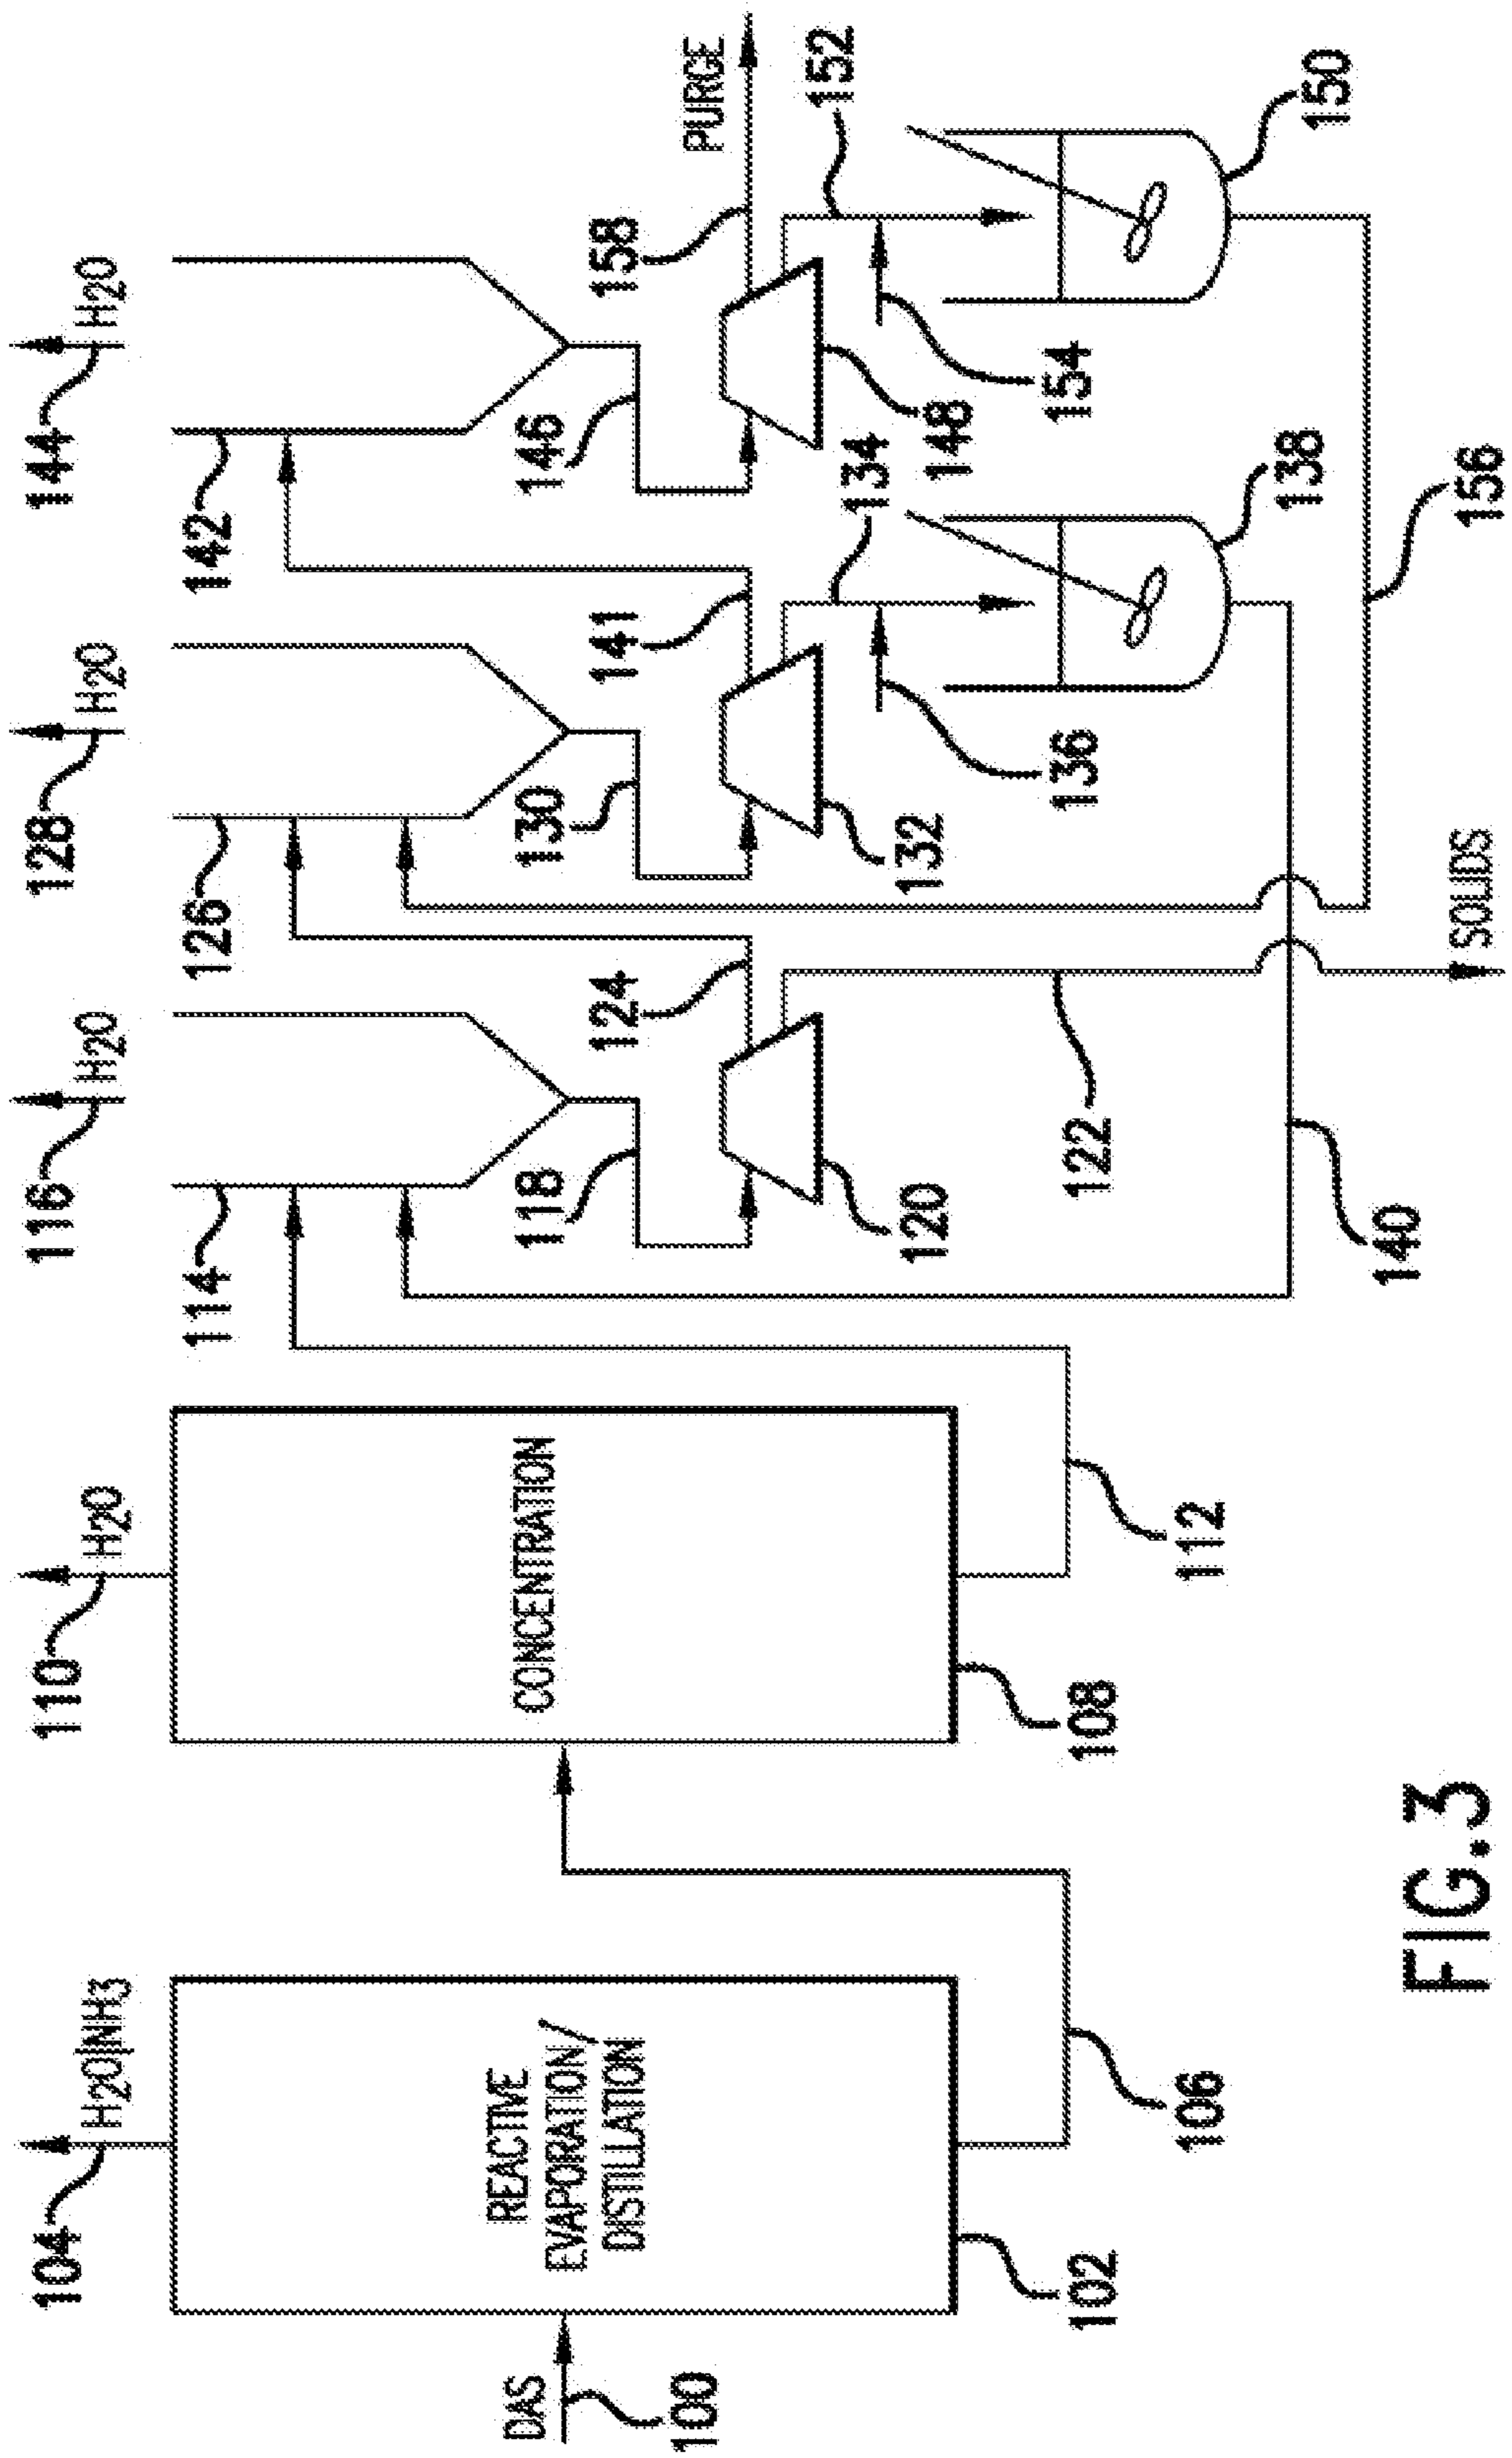 104
H2O|NH3
110
H2O
116
H2O
128
H2O
144
H2O
114
126
142
DAS
100
REACTIVE
EVAPORATION/
DISTILLATION
CONCENTRATION
118
130
146
124
141
158
PURGE
120
132
148
134
152
136
154
102
106
108
112
122
138
150
140
156
SOLIDS
FIG.3